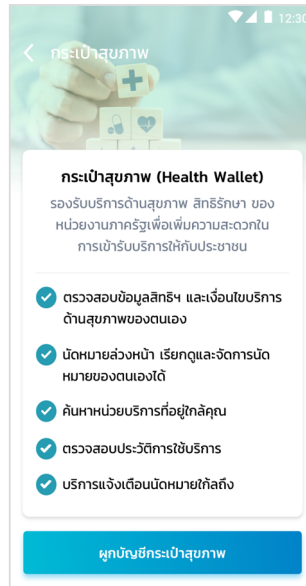 12:30
กระเป๋าสุขภาพ
กระเป๋าสุขภาพ (Health Wallet)
รองรับบริการด้านสุขภาพ สิทธิรักษา ของ
หน่วยงานภาครัฐเพื่อเพิ่มความสะดวกใน
การเข้ารับบริการให้กับประชาชน
ตรวจสอบข้อมูลสิทธิฯ และเงื่อนไขบริการ
ด้านสุขภาพของตนเอง
นัดหมายล่วงหน้า เรียกดูและจัดการนัด
หมายของตนเองได้
ค้นหาหน่วยบริการที่อยู่ใกล้คุณ
ตรวจสอบประวัติการใช้บริการ
บริการแจ้งเตือนนัดหมายใกล้ถึง
ผูกบัญชีกระเป๋าสุขภาพ